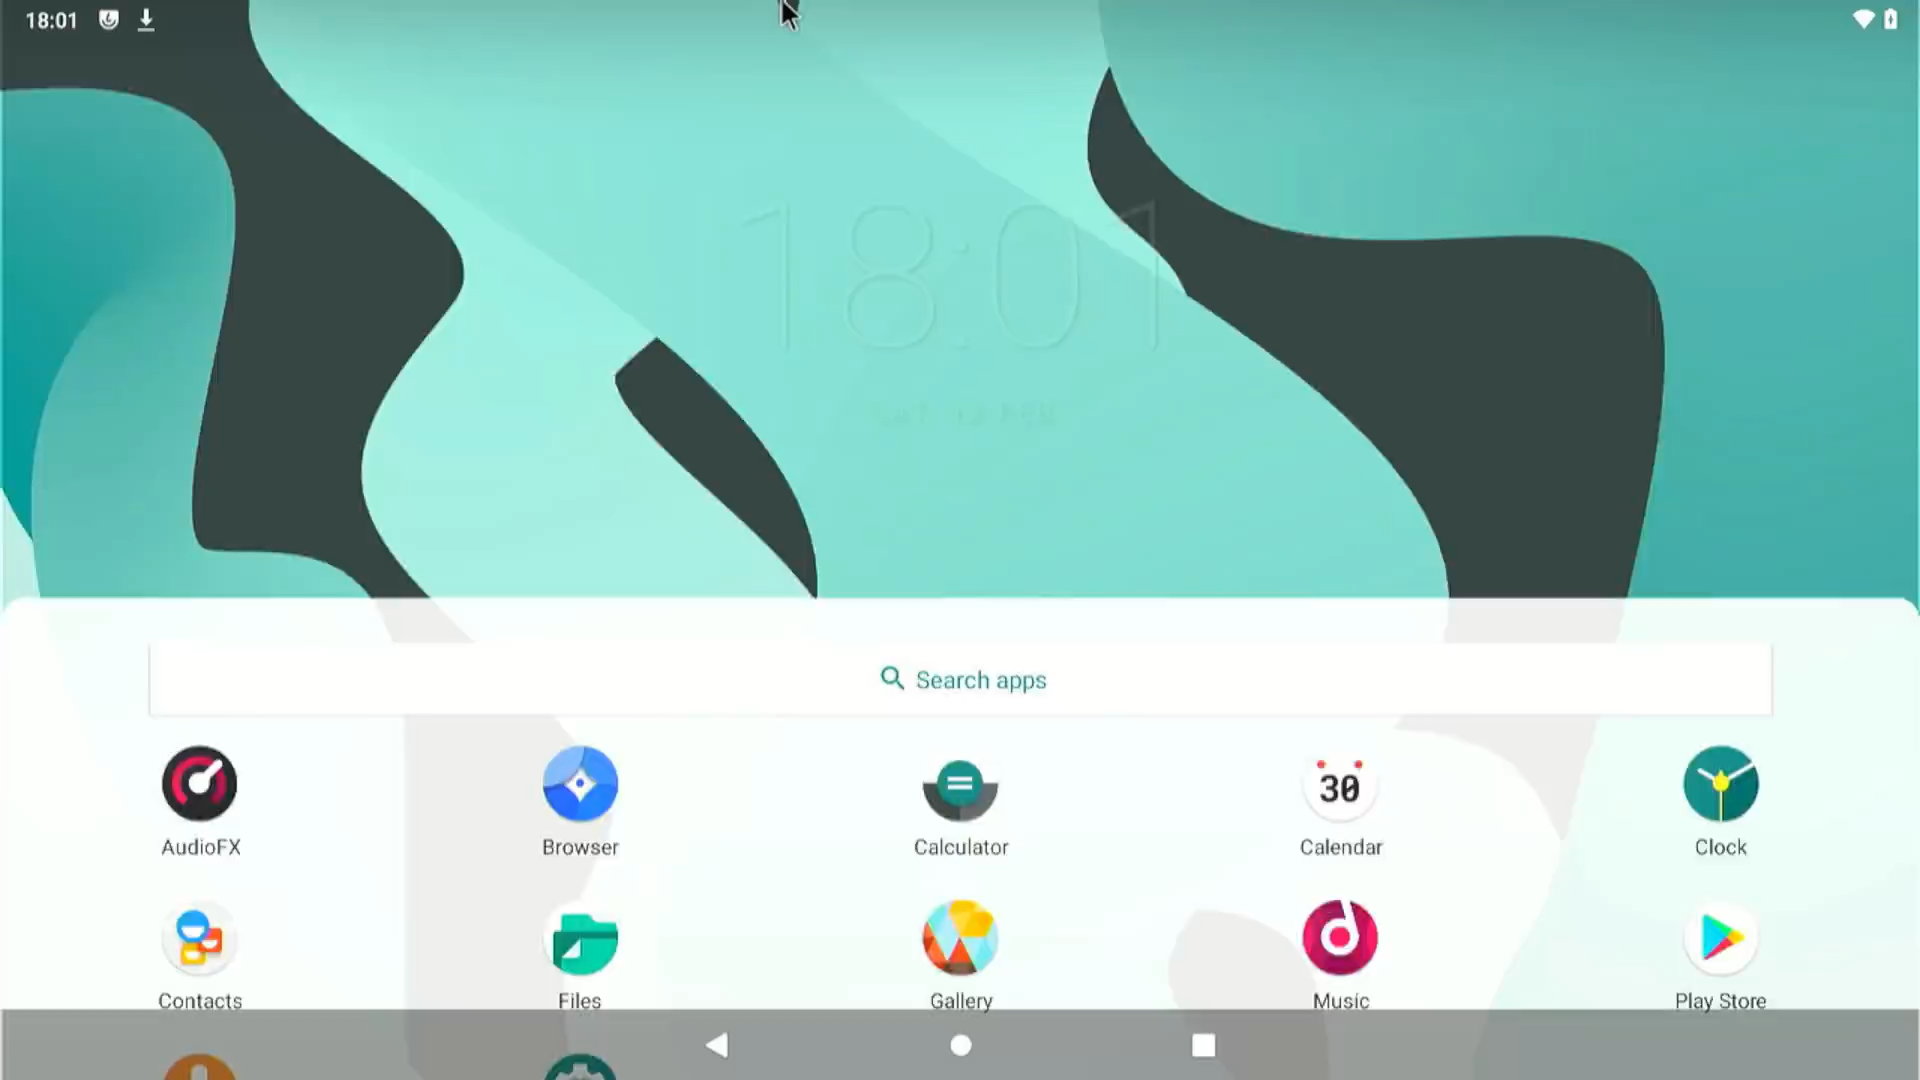 18:01
18:01
Search apps
AudioFX
Browser
Calculator
30
Calendar
Clock
Contacts
Files
Gallery
Music
Play Store